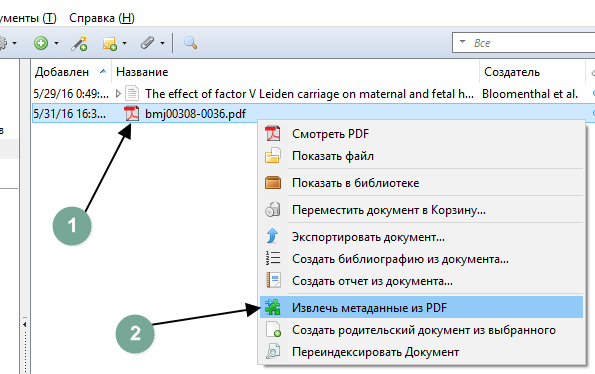 ументы (Т) Справка (Н)
Все
Добавлен Название Создатель
5/29/16 0:49:... The effect of factor V Leiden carriage on maternal and fetal h... Bloomenthal et al.
5/31/16 16:3... bmj00308-0036.pdf
Смотреть PDF
Показать файл
1
Показать в библиотеке
Переместить документ в Корзину...
Экспортировать документ...
Создать библиографию из документа...
Создать отчет из документа...
2
Извлечь метаданные из PDF
Создать родительский документ из выбранного
Переиндексировать Документ